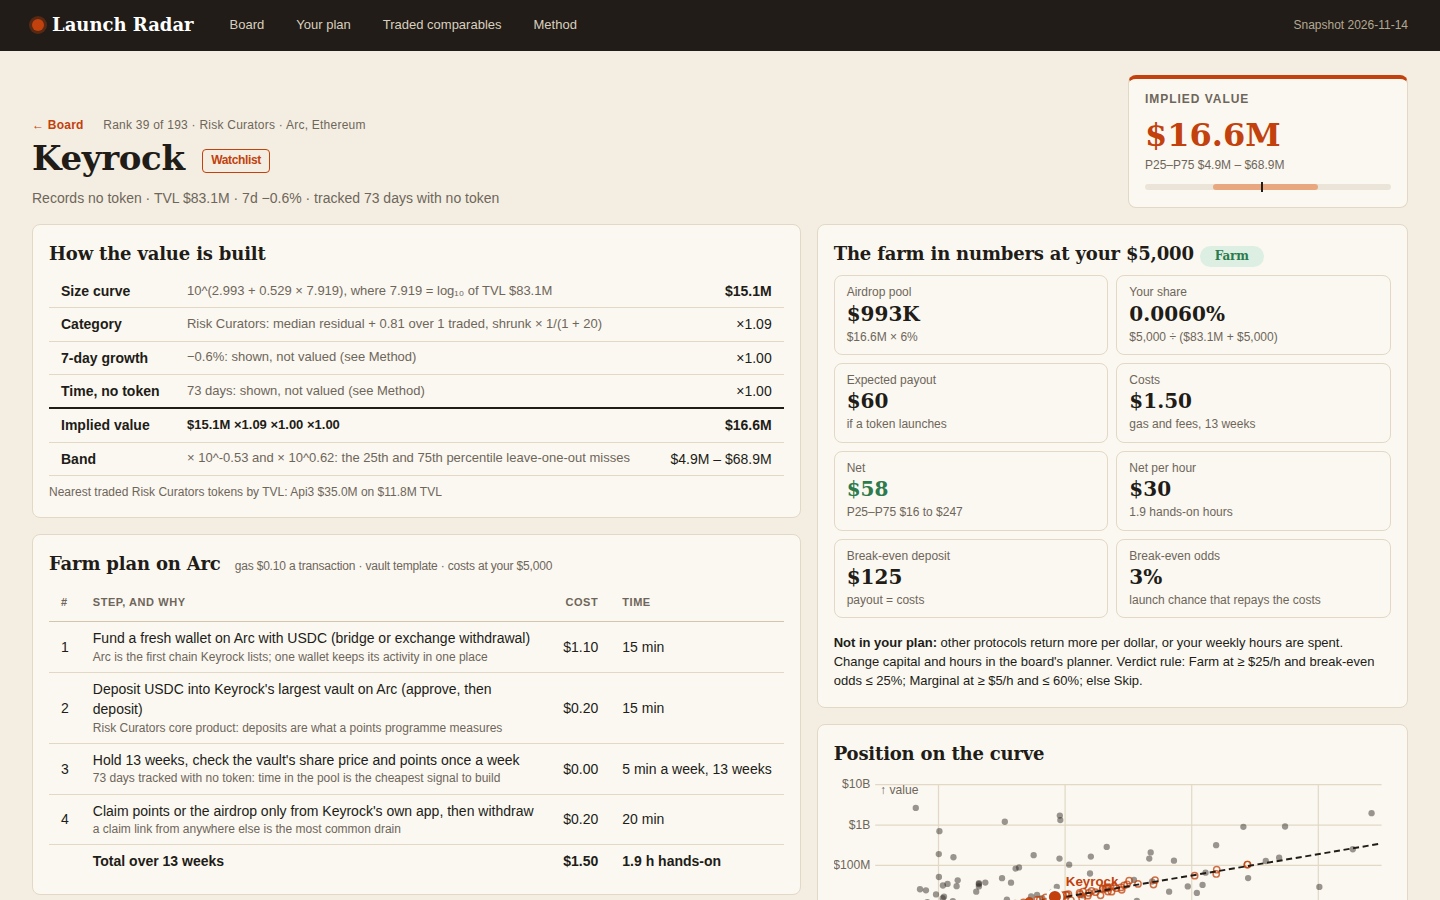 Launch Radar
Board
Your plan
Traded comparables
Method
Snapshot 2026-11-14
← Board
Rank 39 of 193 · Risk Curators · Arc, Ethereum
Keyrock
Watchlist
Records no token · TVL $83.1M · 7d −0.6% · tracked 73 days with no token
IMPLIED VALUE
$16.6M
P25–P75 $4.9M – $68.9M
How the value is built
Size curve 10^(2.993 + 0.529 × 7.919), where 7.919 = log₁₀ of TVL $83.1M $15.1M
Category Risk Curators: median residual + 0.81 over 1 traded, shrunk × 1/(1 + 20) ×1.09
7-day growth −0.6%: shown, not valued (see Method) ×1.00
Time, no token 73 days: shown, not valued (see Method) ×1.00
Implied value $15.1M ×1.09 ×1.00 ×1.00 $16.6M
Band × 10^-0.53 and × 10^0.62: the 25th and 75th percentile leave-one-out misses $4.9M – $68.9M
Nearest traded Risk Curators tokens by TVL: Api3 $35.0M on $11.8M TVL
Farm plan on Arc gas $0.10 a transaction · vault template · costs at your $5,000
# STEP, AND WHY COST TIME
1 Fund a fresh wallet on Arc with USDC (bridge or exchange withdrawal) $1.10 15 min
Arc is the first chain Keyrock lists; one wallet keeps its activity in one place
2 Deposit USDC into Keyrock's largest vault on Arc (approve, then
deposit) $0.20 15 min
Risk Curators core product: deposits are what a points programme measures
3 Hold 13 weeks, check the vault's share price and points once a week $0.00 5 min a week, 13 weeks
73 days tracked with no token: time in the pool is the cheapest signal to build
4 Claim points or the airdrop only from Keyrock's own app, then withdraw $0.20 20 min
a claim link from anywhere else is the most common drain
Total over 13 weeks $1.50 1.9 h hands-on
The farm in numbers at your $5,000 Farm
Airdrop pool
$993K
$16.6M × 6%
Your share
0.0060%
$5,000 ÷ ($83.1M + $5,000)
Expected payout
$60
if a token launches
Costs
$1.50
gas and fees, 13 weeks
Net
$58
P25–P75 $16 to $247
Net per hour
$30
1.9 hands-on hours
Break-even deposit
$125
payout = costs
Break-even odds
3%
launch chance that repays the costs
Not in your plan: other protocols return more per dollar, or your weekly hours are spent.
Change capital and hours in the board's planner. Verdict rule: Farm at ≥ $25/h and break-even
odds ≤ 25%; Marginal at ≥ $5/h and ≤ 60%; else Skip.
Position on the curve
$10B
↑ value
$1B
$100M
Keyrock